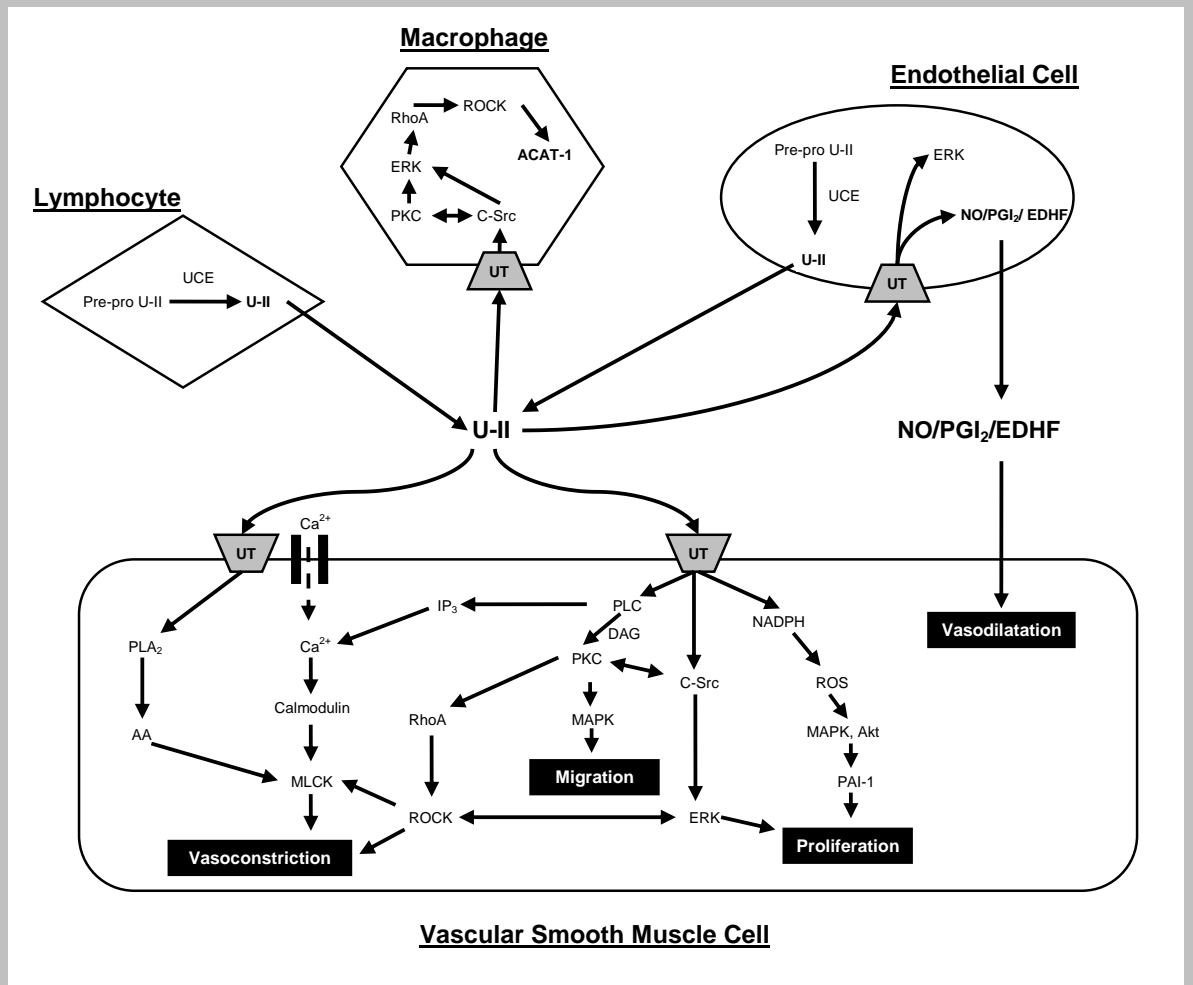 Macrophage
Endothelial Cell
Lymphocyte
RhoA
ROCK
ACAT-1
ERK
PKC
C-Src
UT
Pre-pro U-II
UCE
U-II
ERK
NO/PGI₂/ EDHF
UT
UCE
Pre-pro U-II
U-II
U-II
NO/PGI₂/EDHF
Ca²⁺
UT
UT
IP₃
PLC
DAG
NADPH
Vasodilatation
PLA₂
Ca²⁺
PKC
C-Src
ROS
Calmodulin
RhoA
MAPK
AA
MAPK, Akt
MLCK
Migration
PAI-1
ROCK
ERK
Vasoconstriction
Proliferation
Vascular Smooth Muscle Cell